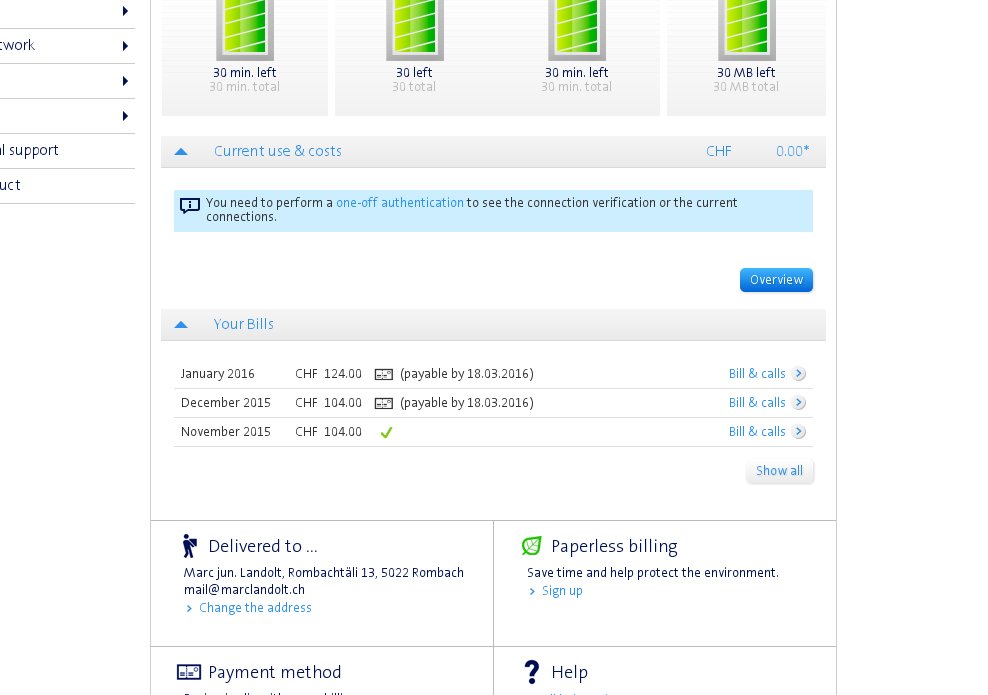 twork
l support
uct
30 min. left
30 min. total
30 left
30 total
30 min. left
30 min. total
30 MB left
30 MB total
Current use & costs CHF 0.00*
You need to perform a one-off authentication to see the connection verification or the current
connections.
Overview
Your Bills
January 2016 CHF 124.00 (payable by 18.03.2016) Bill & calls
December 2015 CHF 104.00 (payable by 18.03.2016) Bill & calls
November 2015 CHF 104.00 Bill & calls
Show all
Delivered to ...
Marc jun. Landolt, Rombachtäli 13, 5022 Rombach
mail@marclandolt.ch
Change the address
Paperless billing
Save time and help protect the environment.
Sign up
Payment method
Help